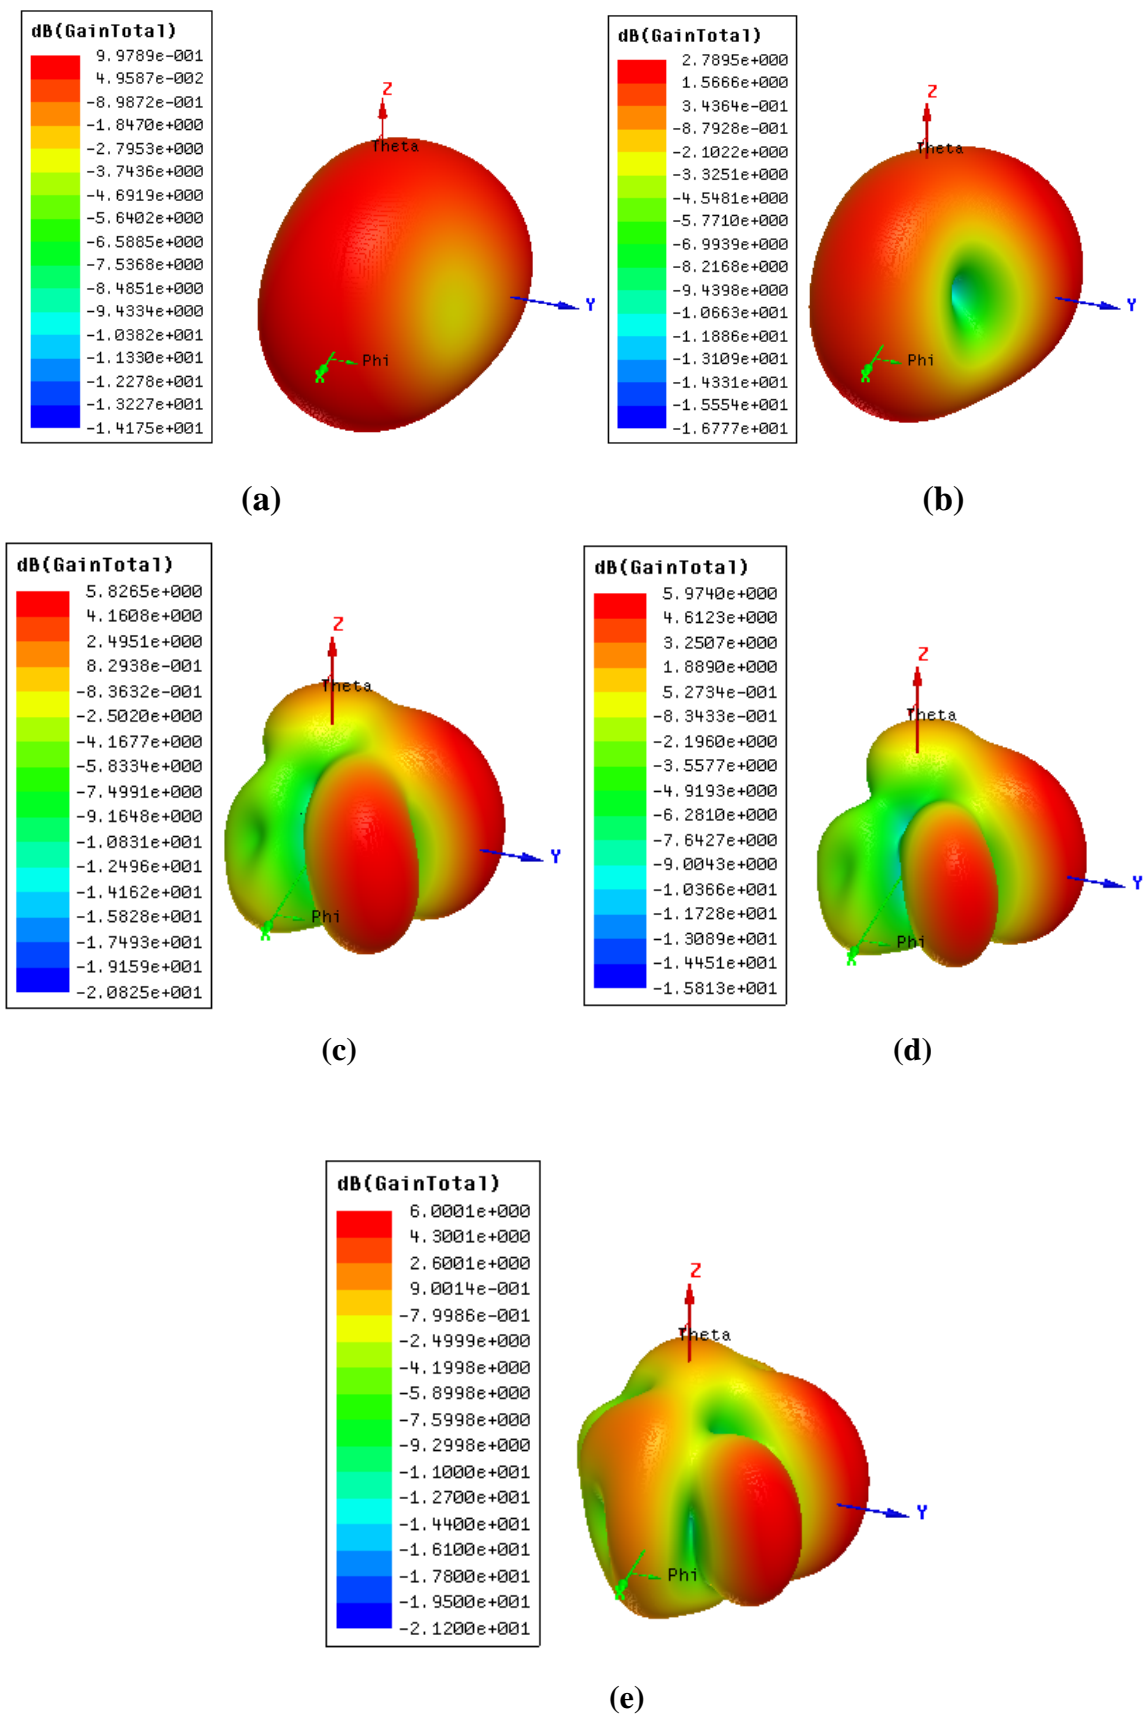 dB(GainTotal)
9.9789e-001
4.9587e-002
-8.9872e-001
-1.8470e+000
-2.7953e+000
-3.7436e+000
-4.6919e+000
-5.6402e+000
-6.5885e+000
-7.5368e+000
-8.4851e+000
-9.4334e+000
-1.0382e+001
-1.1330e+001
-1.2278e+001
-1.3227e+001
-1.4175e+001
Z
Theta
Y
Phi
X
(a)
dB(GainTotal)
2.7895e+000
1.5666e+000
3.4364e-001
-8.7928e-001
-2.1022e+000
-3.3251e+000
-4.5481e+000
-5.7710e+000
-6.9939e+000
-8.2168e+000
-9.4398e+000
-1.0663e+001
-1.1886e+001
-1.3109e+001
-1.4331e+001
-1.5554e+001
-1.6777e+001
Z
Theta
Y
Phi
X
(b)
dB(GainTotal)
5.8265e+000
4.1608e+000
2.4951e+000
8.2938e-001
-8.3632e-001
-2.5020e+000
-4.1677e+000
-5.8334e+000
-7.4991e+000
-9.1648e+000
-1.0831e+001
-1.2496e+001
-1.4162e+001
-1.5828e+001
-1.7493e+001
-1.9159e+001
-2.0825e+001
Z
Theta
Y
Phi
X
(c)
dB(GainTotal)
5.9740e+000
4.6123e+000
3.2507e+000
1.8890e+000
5.2734e-001
-8.3433e-001
-2.1960e+000
-3.5577e+000
-4.9193e+000
-6.2810e+000
-7.6427e+000
-9.0043e+000
-1.0366e+001
-1.1728e+001
-1.3089e+001
-1.4451e+001
-1.5813e+001
Z
Theta
Y
Phi
X
(d)
dB(GainTotal)
6.0001e+000
4.3001e+000
2.6001e+000
9.0014e-001
-7.9986e-001
-2.4999e+000
-4.1998e+000
-5.8998e+000
-7.5998e+000
-9.2998e+000
-1.1000e+001
-1.2700e+001
-1.4400e+001
-1.6100e+001
-1.7800e+001
-1.9500e+001
-2.1200e+001
Z
Theta
Y
Phi
X
(e)